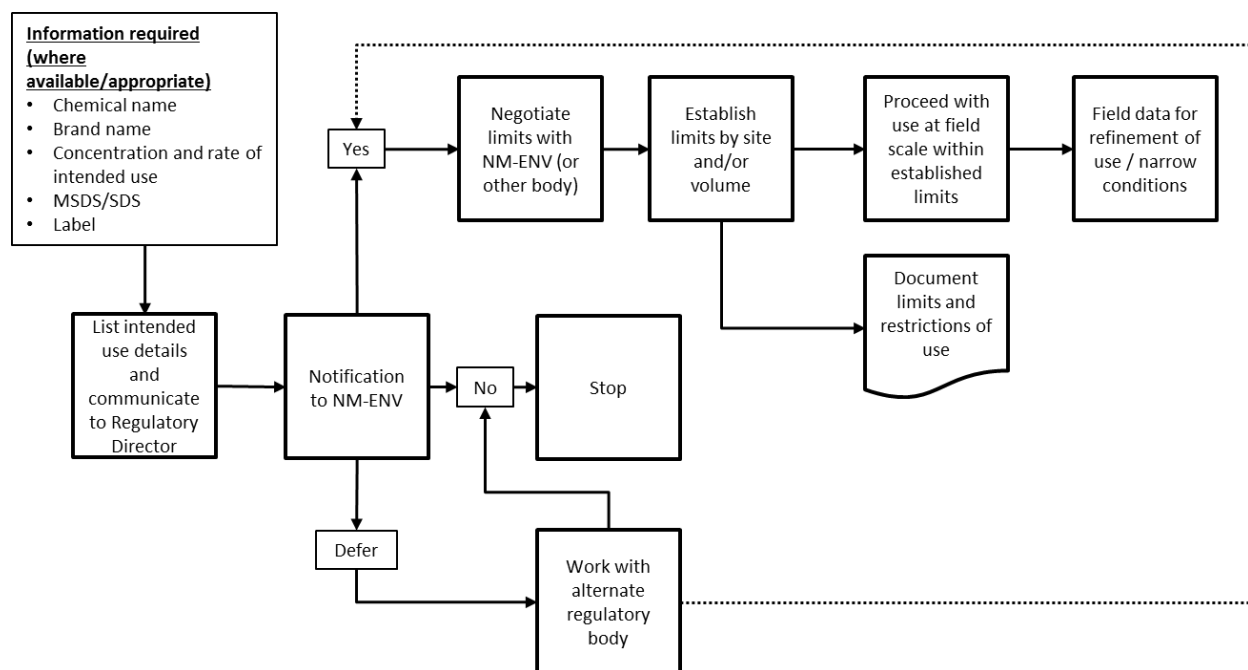 Information required
(where
available/appropriate)
• Chemical name
• Brand name
• Concentration and rate of
intended use
• MSDS/SDS
• Label
Yes
Negotiate
limits with
NM-ENV (or
other body)
Establish
limits by site
and/or
volume
Proceed with
use at field
scale within
established
limits
Field data for
refinement of
use / narrow
conditions
Document
limits and
restrictions of
use
List intended
use details
and
communicate
to Regulatory
Director
Notification
to NM-ENV
No
Stop
Defer
Work with
alternate
regulatory
body